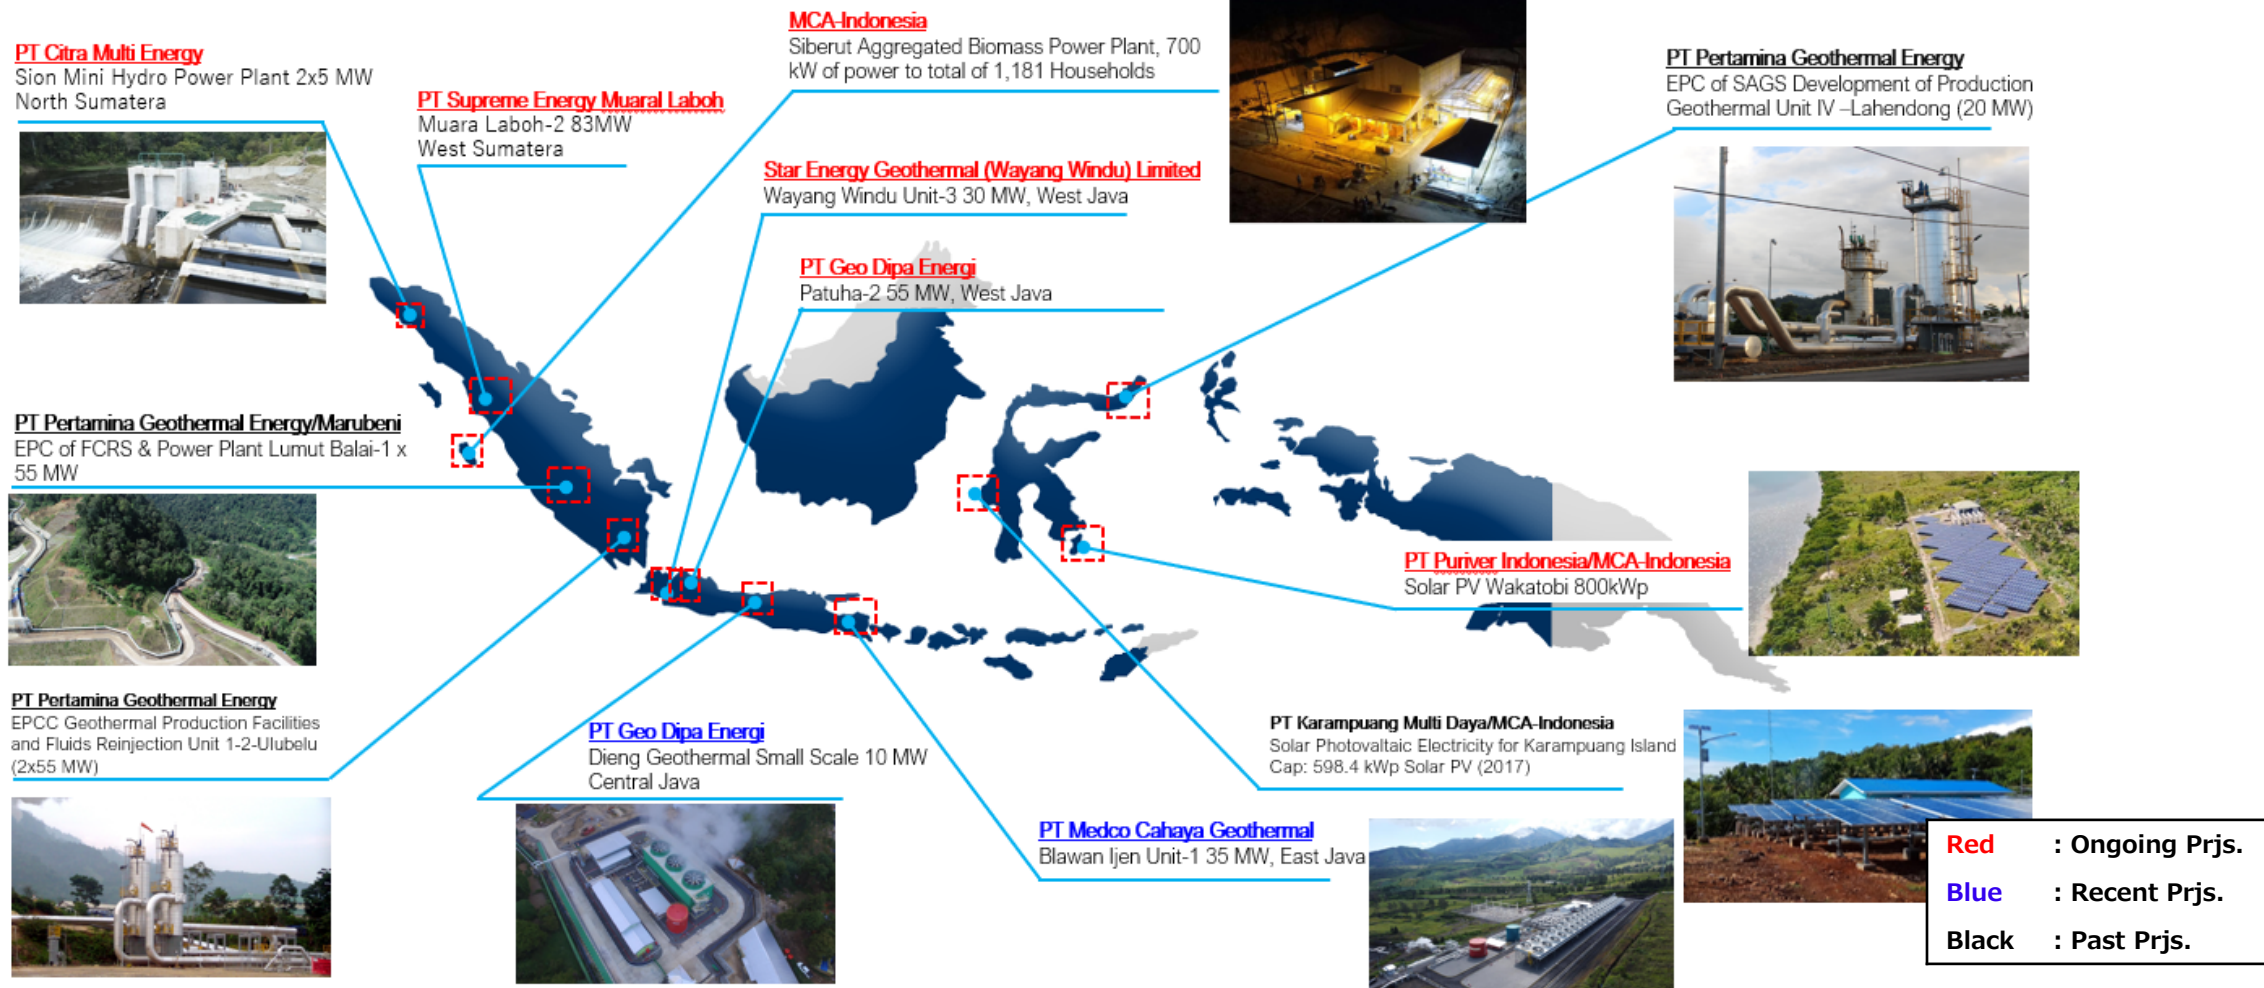 PT Citra Multi Energy
Sion Mini Hydro Power Plant 2x5 MW
North Sumatera
PT Supreme Energy Muaral Laboh
Muara Laboh-2 83MW
West Sumatera
MCA-Indonesia
Siberut Aggregated Biomass Power Plant, 700
kW of power to total of 1,181 Households
Star Energy Geothermal (Wayang Windu) Limited
Wayang Windu Unit-3 30 MW, West Java
PT Geo Dipa Energi
Patuha-2 55 MW, West Java
PT Pertamina Geothermal Energy
EPC of SAGS Development of Production
Geothermal Unit IV –Lahendong (20 MW)
PT Pertamina Geothermal Energy/Marubeni
EPC of FCRS & Power Plant Lumut Balai-1 x
55 MW
PT Puriver Indonesia/MCA-Indonesia
Solar PV Wakatobi 800kWp
PT Pertamina Geothermal Energy
EPCC Geothermal Production Facilities
and Fluids Reinjection Unit 1-2-Ulubelu
(2x55 MW)
PT Geo Dipa Energi
Dieng Geothermal Small Scale 10 MW
Central Java
PT Karampuang Multi Daya/MCA-Indonesia
Solar Photovaltaic Electricity for Karampuang Island
Cap: 598.4 kWp Solar PV (2017)
PT Medco Cahaya Geothermal
Blawan Ijen Unit-1 35 MW, East Java
Red : Ongoing Prjs.
Blue : Recent Prjs.
Black : Past Prjs.